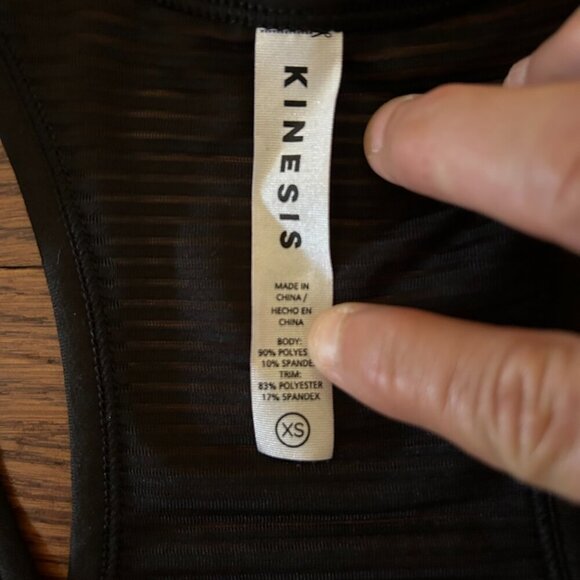 KINESIS
MADE IN
CHINA /
HECHO EN
CHINA
BODY:
90% POLYES
10% SPANDE
TRIM:
83% POLYESTER
17% SPANDEX
XS